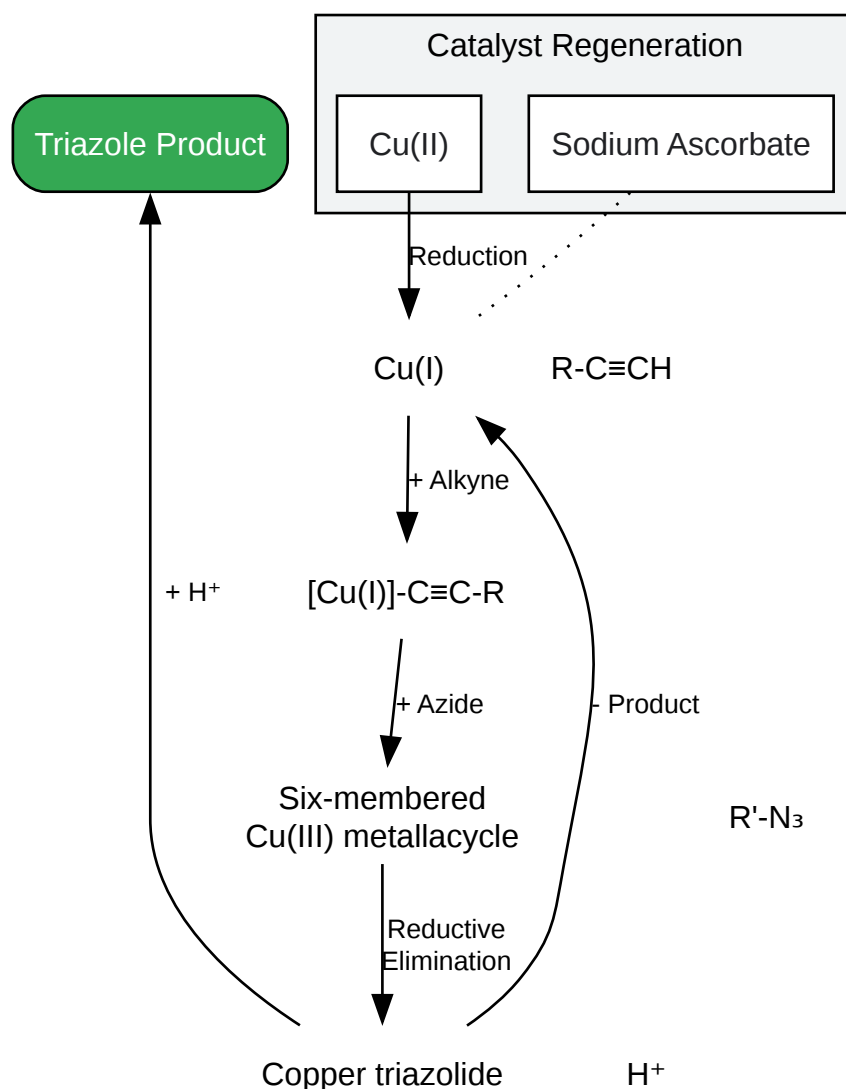 Catalyst Regeneration
Triazole Product
Cu(II)
Sodium Ascorbate
Reduction
Cu(I)
R-C≡CH
+ Alkyne
+ H⁺
[Cu(I)]-C≡C-R
+ Azide
- Product
Six-membered
Cu(III) metallacycle
R'-N₃
Reductive
Elimination
Copper triazolide
H⁺